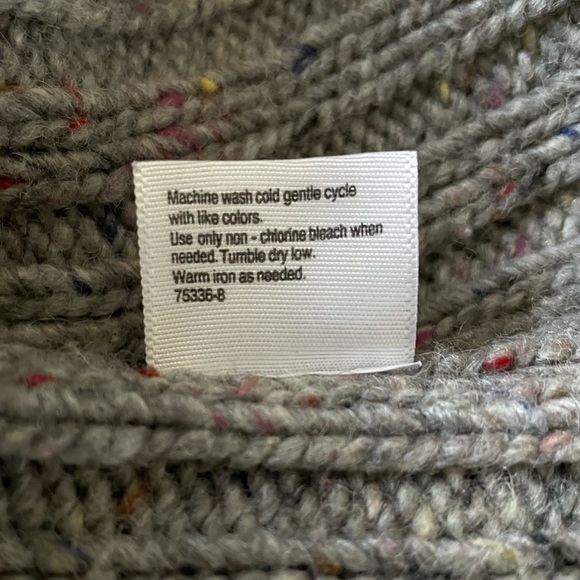 Machine wash cold gentle cycle
with like colors.
Use only non - chlorine bleach when
needed. Tumble dry low.
Warm iron as needed.
75336-8